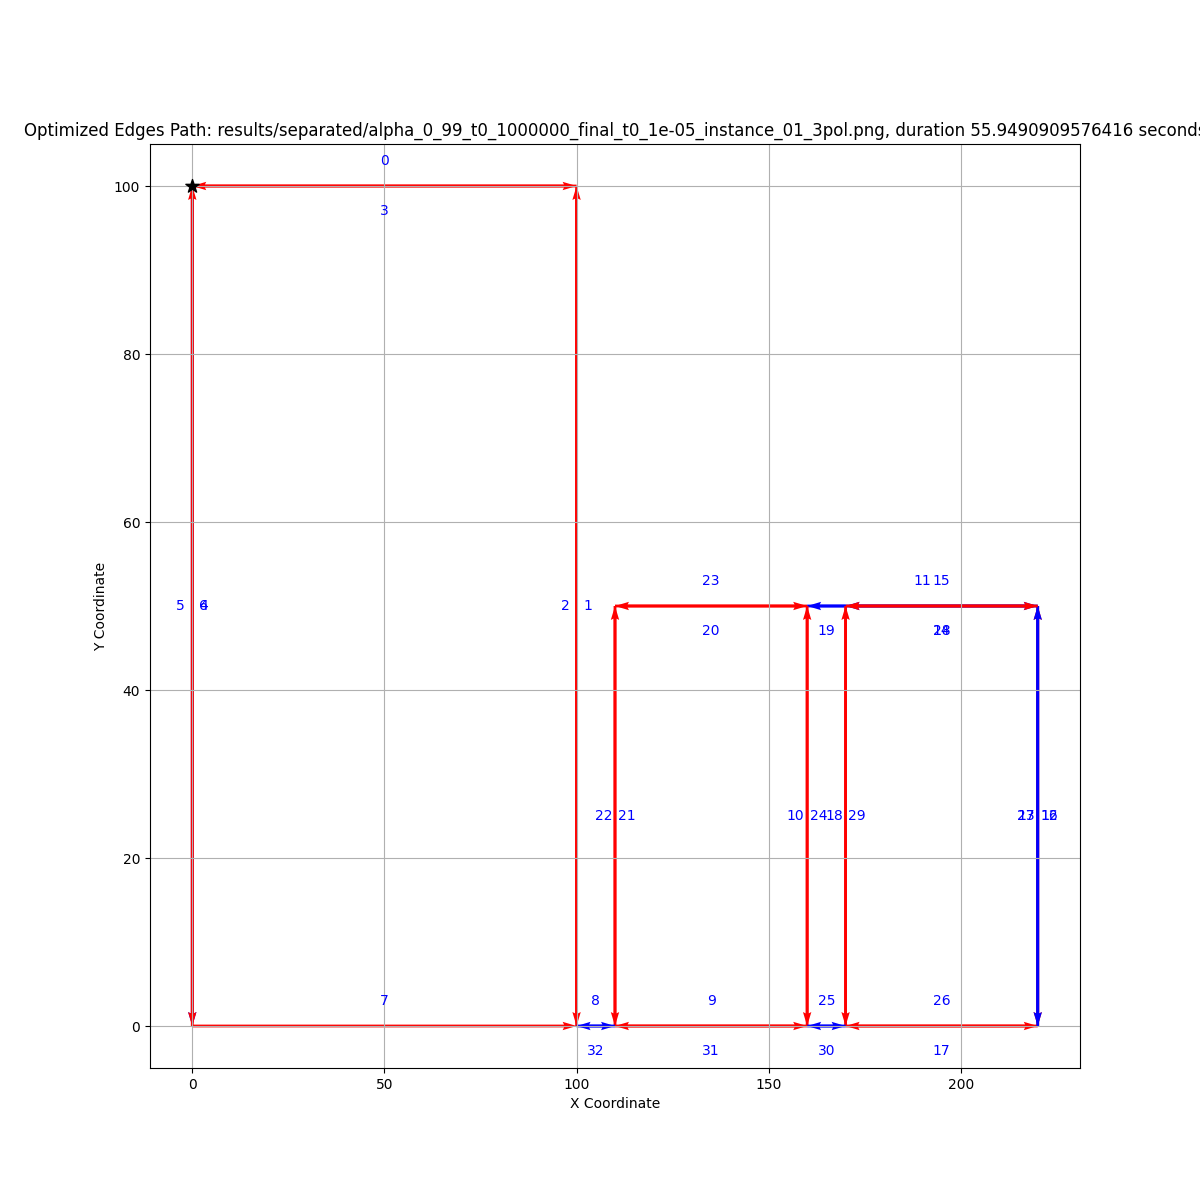 Optimized Edges Path: results/separated/alpha_0_99_t0_1000000_final_t0_1e-05_instance_01_3pol.png, duration 55.9490909576416 seconds
0
100
3
80
60
23
11 15
5 4 2 1
20 19
40
22 21 10 24 18 29
20
7 8 9 25 26
0
32 31 30 17
0 50 100 150 200
X Coordinate
Y Coordinate